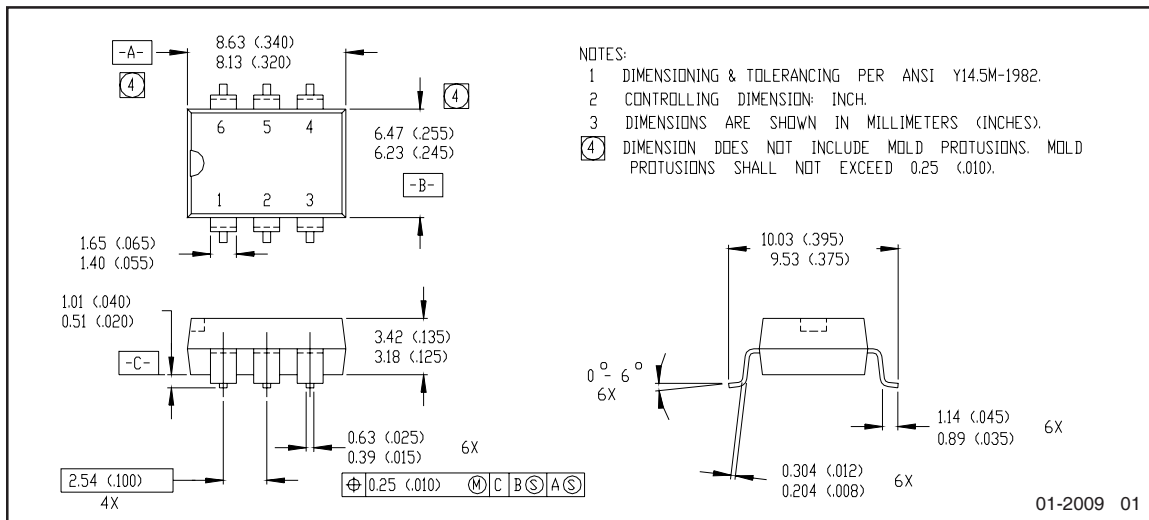 -A-
8.63 (.340)
8.13 (.320)
4
4
6 5 4
1 2 3
6.47 (.255)
6.23 (.245)
-B-
1.65 (.065)
1.40 (.055)
NOTES:
1 DIMENSIONING & TOLERANCING PER ANSI Y14.5M-1982.
2 CONTROLLING DIMENSION: INCH.
3 DIMENSIONS ARE SHOWN IN MILLIMETERS (INCHES).
4 DIMENSION DOES NOT INCLUDE MOLD PROTUSIONS. MOLD
PROTUSIONS SHALL NOT EXCEED 0.25 (.010).
1.01 (.040)
0.51 (.020)
-C-
3.42 (.135)
3.18 (.125)
0.63 (.025)
0.39 (.015)
6X
2.54 (.100)
4X
⌖ 0.25 (.010) Ⓜ C B Ⓢ A Ⓢ
10.03 (.395)
9.53 (.375)
0° - 6°
6X
1.14 (.045)
0.89 (.035)
6X
0.304 (.012)
0.204 (.008)
6X
01-2009 01